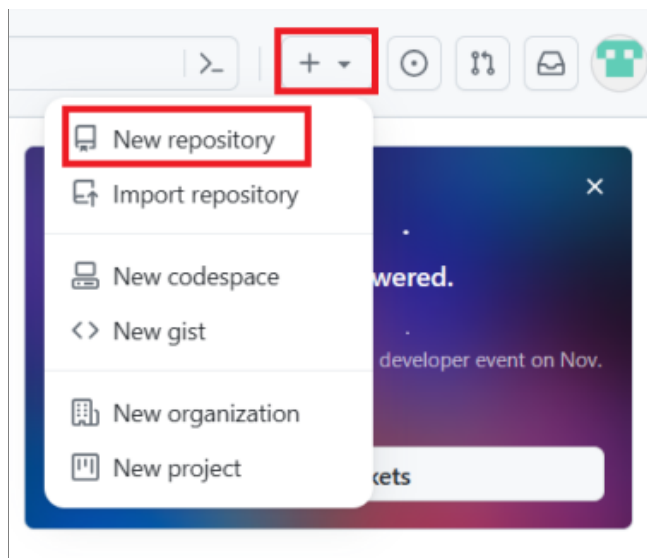 New repository
Import repository
wered.
New codespace
New gist
developer event on Nov.
New organization
New project
kets